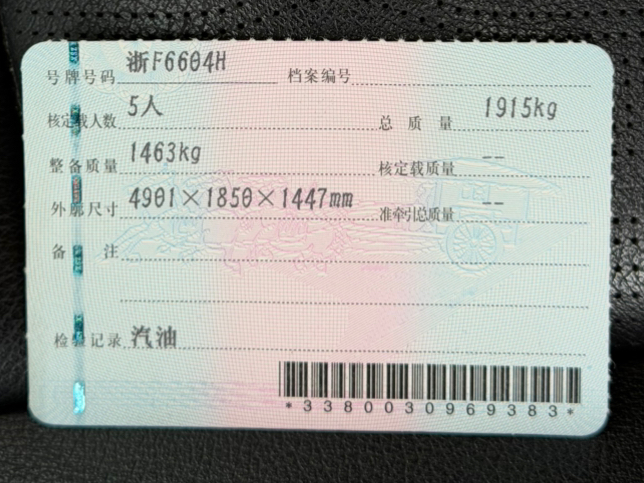 号牌号码 浙F6604H 档案编号
核定载人数 5人 总质量 1915kg
整备质量 1463kg 核定载质量 --
外廓尺寸 4901×1850×1447mm 准牵引总质量 --
备注
检验记录 汽油
*3380030969383*